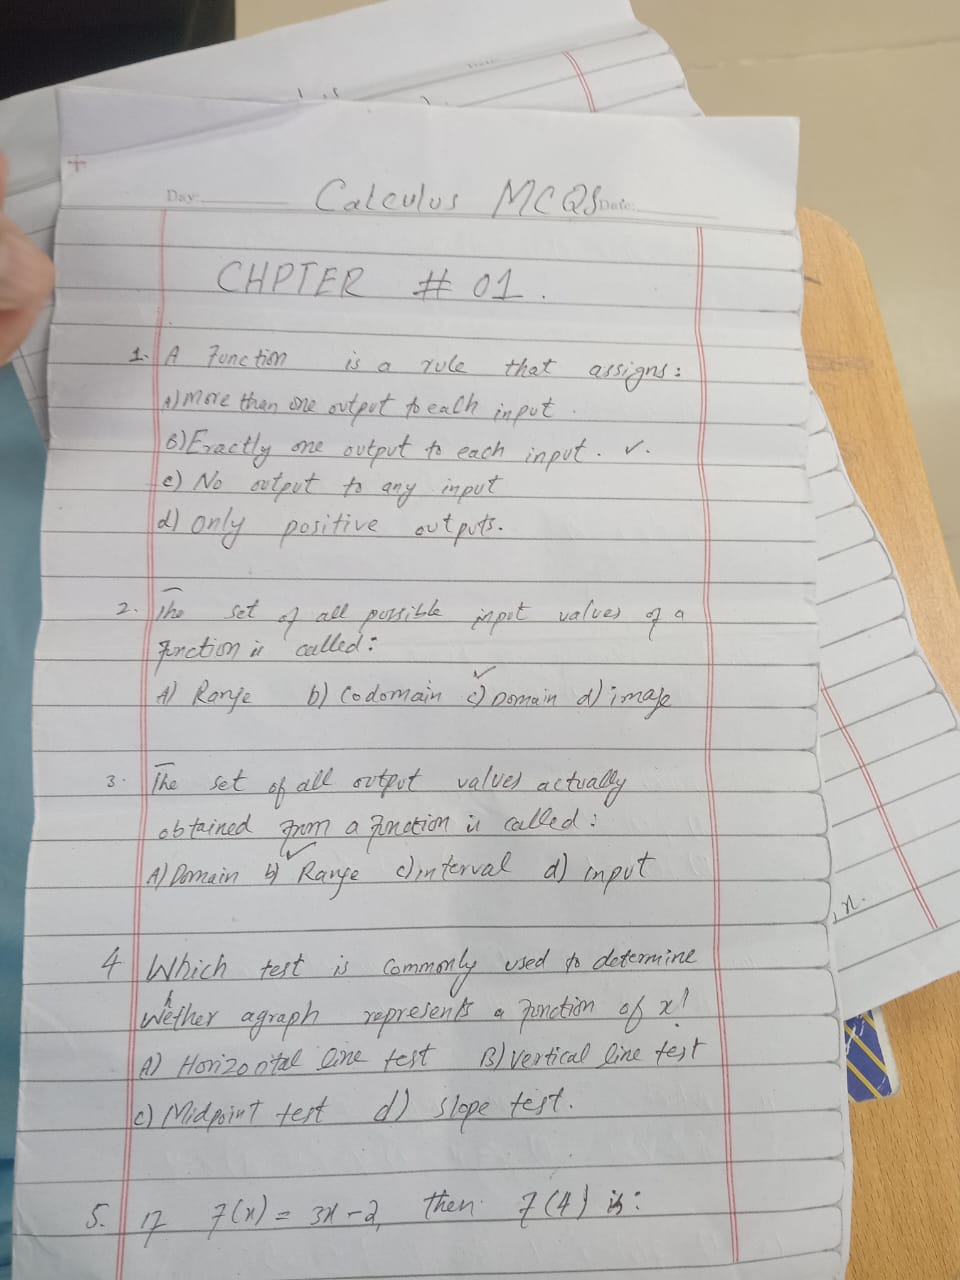 Day: Calculus MCQS Date:
CHPTER # 01.
1. A Function is a rule that assigns:
A) More than one output to each input.
B) Exactly one output to each input. ✓.
c) No output to any input
d) only positive outputs.
2. The set of all possible input values of a
function is called:
A) Range b) Codomain c) Domain ✓ d) image
3. The set of all output values actually
obtained from a function is called:
A) Domain b) Range ✓ c) interval d) input
4 Which test is commonly used to determine
Whether a graph represents a function of x?
A) Horizontal line test B) vertical line test
c) Midpoint test d) slope test.
5. If f(x) = 3x-2, then f(4) is:
, x.